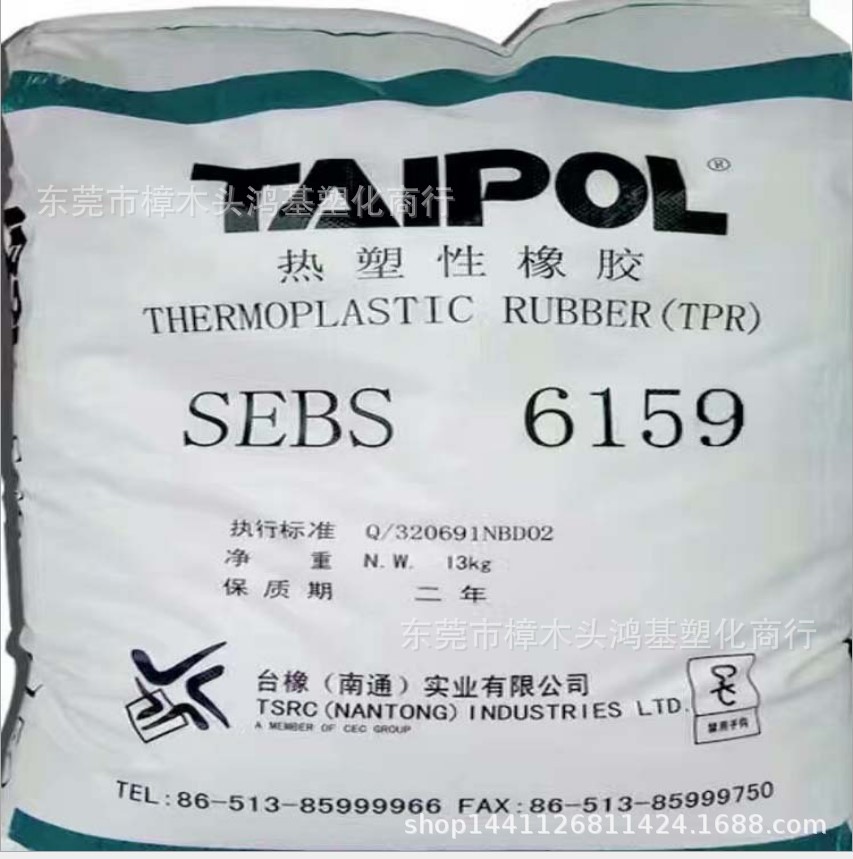 TAIPOL®
东莞市樟木头鸿基塑化商行
热塑性橡胶
THERMOPLASTIC RUBBER(TPR)
SEBS 6159
执行标准 Q/320691NBD02
净重 N.W. 13kg
保质期 二年
东莞市樟木头鸿基塑化商行
台橡（南通）实业有限公司
TSRC(NANTONG)INDUSTRIES LTD.
A MEMBER OF CEC GROUP
禁用手钩
TEL:86-513-85999966 FAX:86-513-85999750
shop1441126811424.1688.com